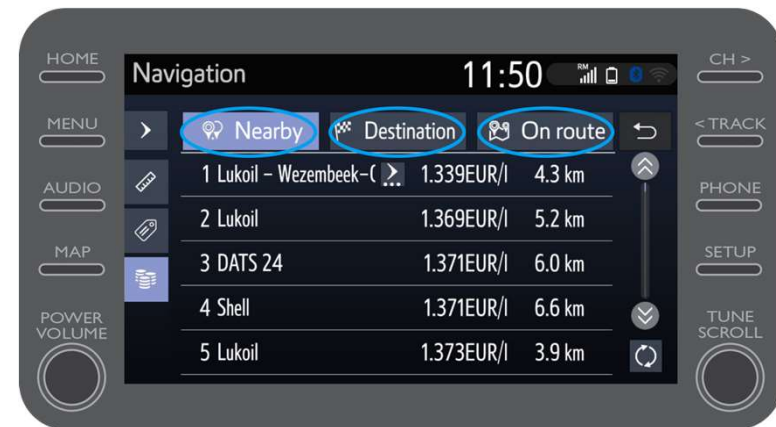 HOME
MENU
AUDIO
MAP
POWER
VOLUME
Navigation 11:50 RM
Nearby Destination On route
1 Lukoil – Wezembeek-( 1.339EUR/l 4.3 km
2 Lukoil 1.369EUR/l 5.2 km
3 DATS 24 1.371EUR/l 6.0 km
4 Shell 1.371EUR/l 6.6 km
5 Lukoil 1.373EUR/l 3.9 km
CH >
< TRACK
PHONE
SETUP
TUNE
SCROLL